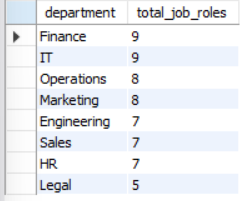 department total_job_roles
Finance 9
IT 9
Operations 8
Marketing 8
Engineering 7
Sales 7
HR 7
Legal 5